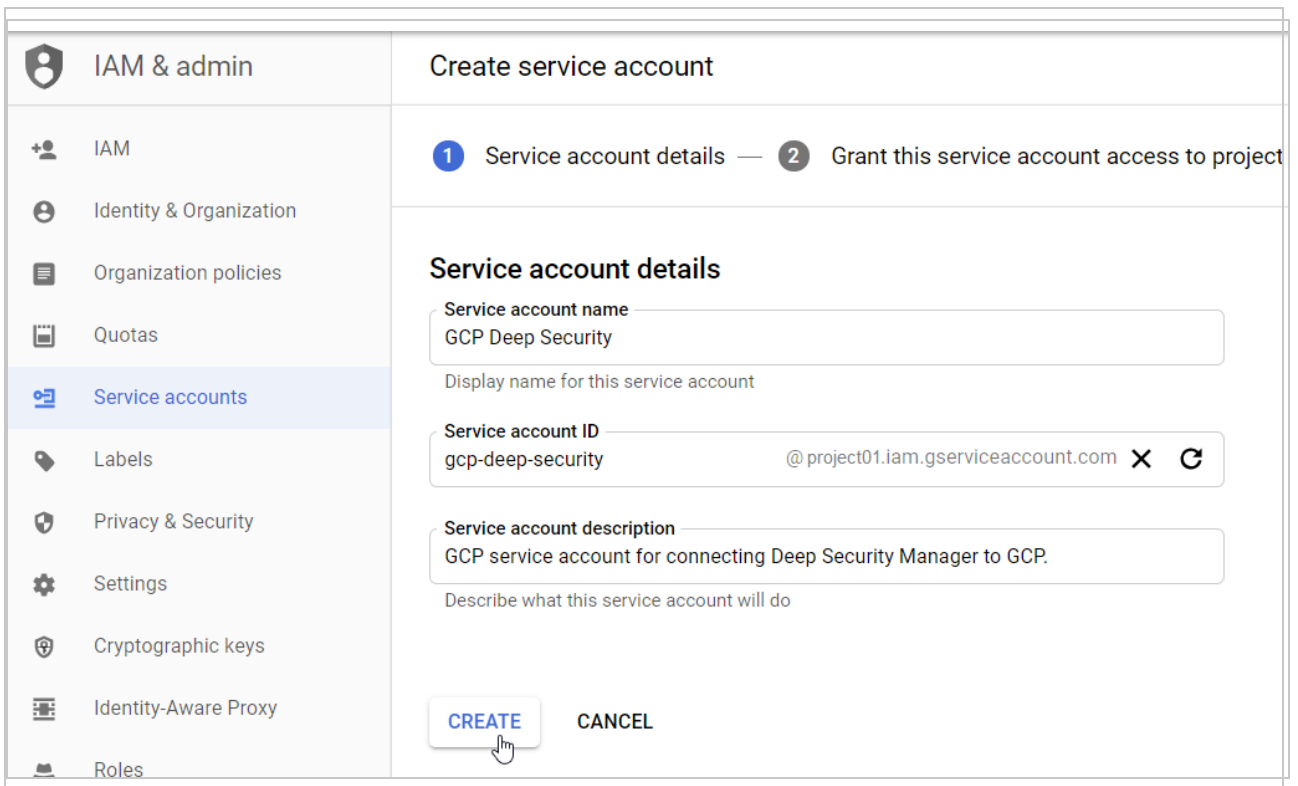 IAM & admin
Create service account
IAM
Identity & Organization
Organization policies
Quotas
Service accounts
Labels
Privacy & Security
Settings
Cryptographic keys
Identity-Aware Proxy
Roles
1 Service account details — 2 Grant this service account access to project
Service account details
Service account name
GCP Deep Security
Display name for this service account
Service account ID
gcp-deep-security @project01.iam.gserviceaccount.com
Service account description
GCP service account for connecting Deep Security Manager to GCP.
Describe what this service account will do
CREATE CANCEL